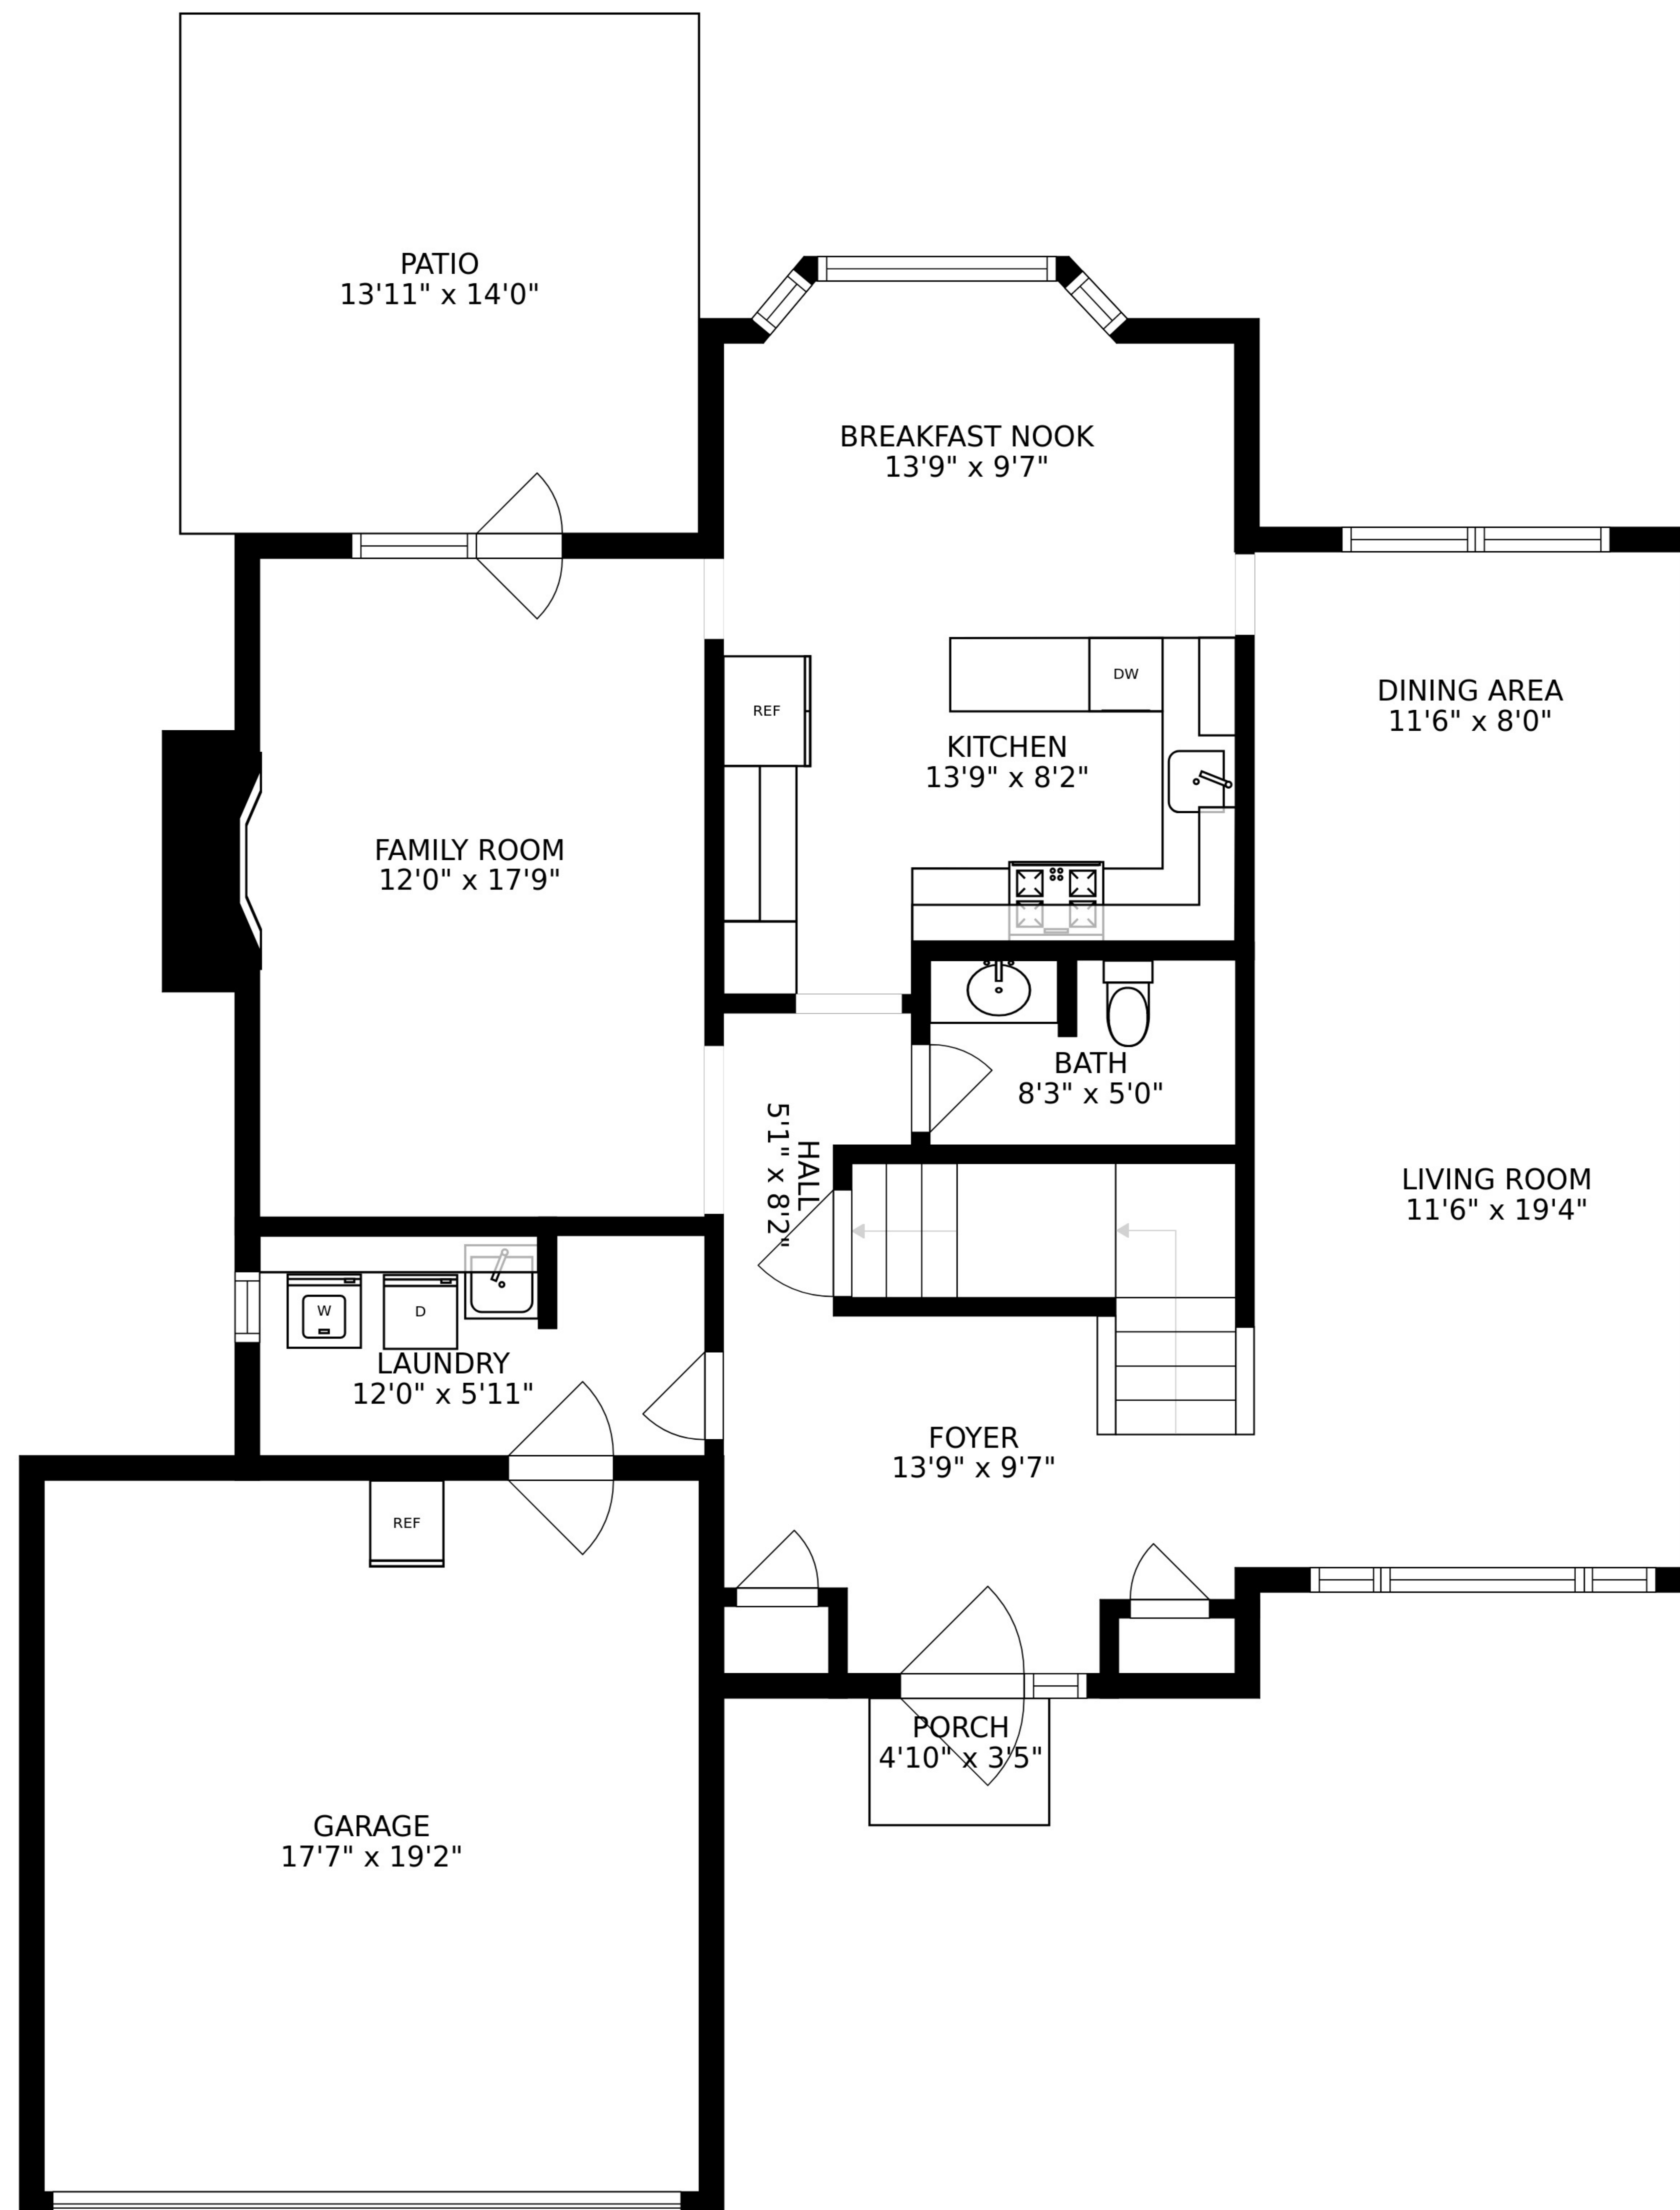 PATIO
13'11" x 14'0"
BREAKFAST NOOK
13'9" x 9'7"
DINING AREA
11'6" x 8'0"
DW
REF
KITCHEN
13'9" x 8'2"
FAMILY ROOM
12'0" x 17'9"
BATH
8'3" x 5'0"
HALL
5'1" x 8'2"
LIVING ROOM
11'6" x 19'4"
W
D
LAUNDRY
12'0" x 5'11"
FOYER
13'9" x 9'7"
REF
PORCH
4'10" x 3'5"
GARAGE
17'7" x 19'2"